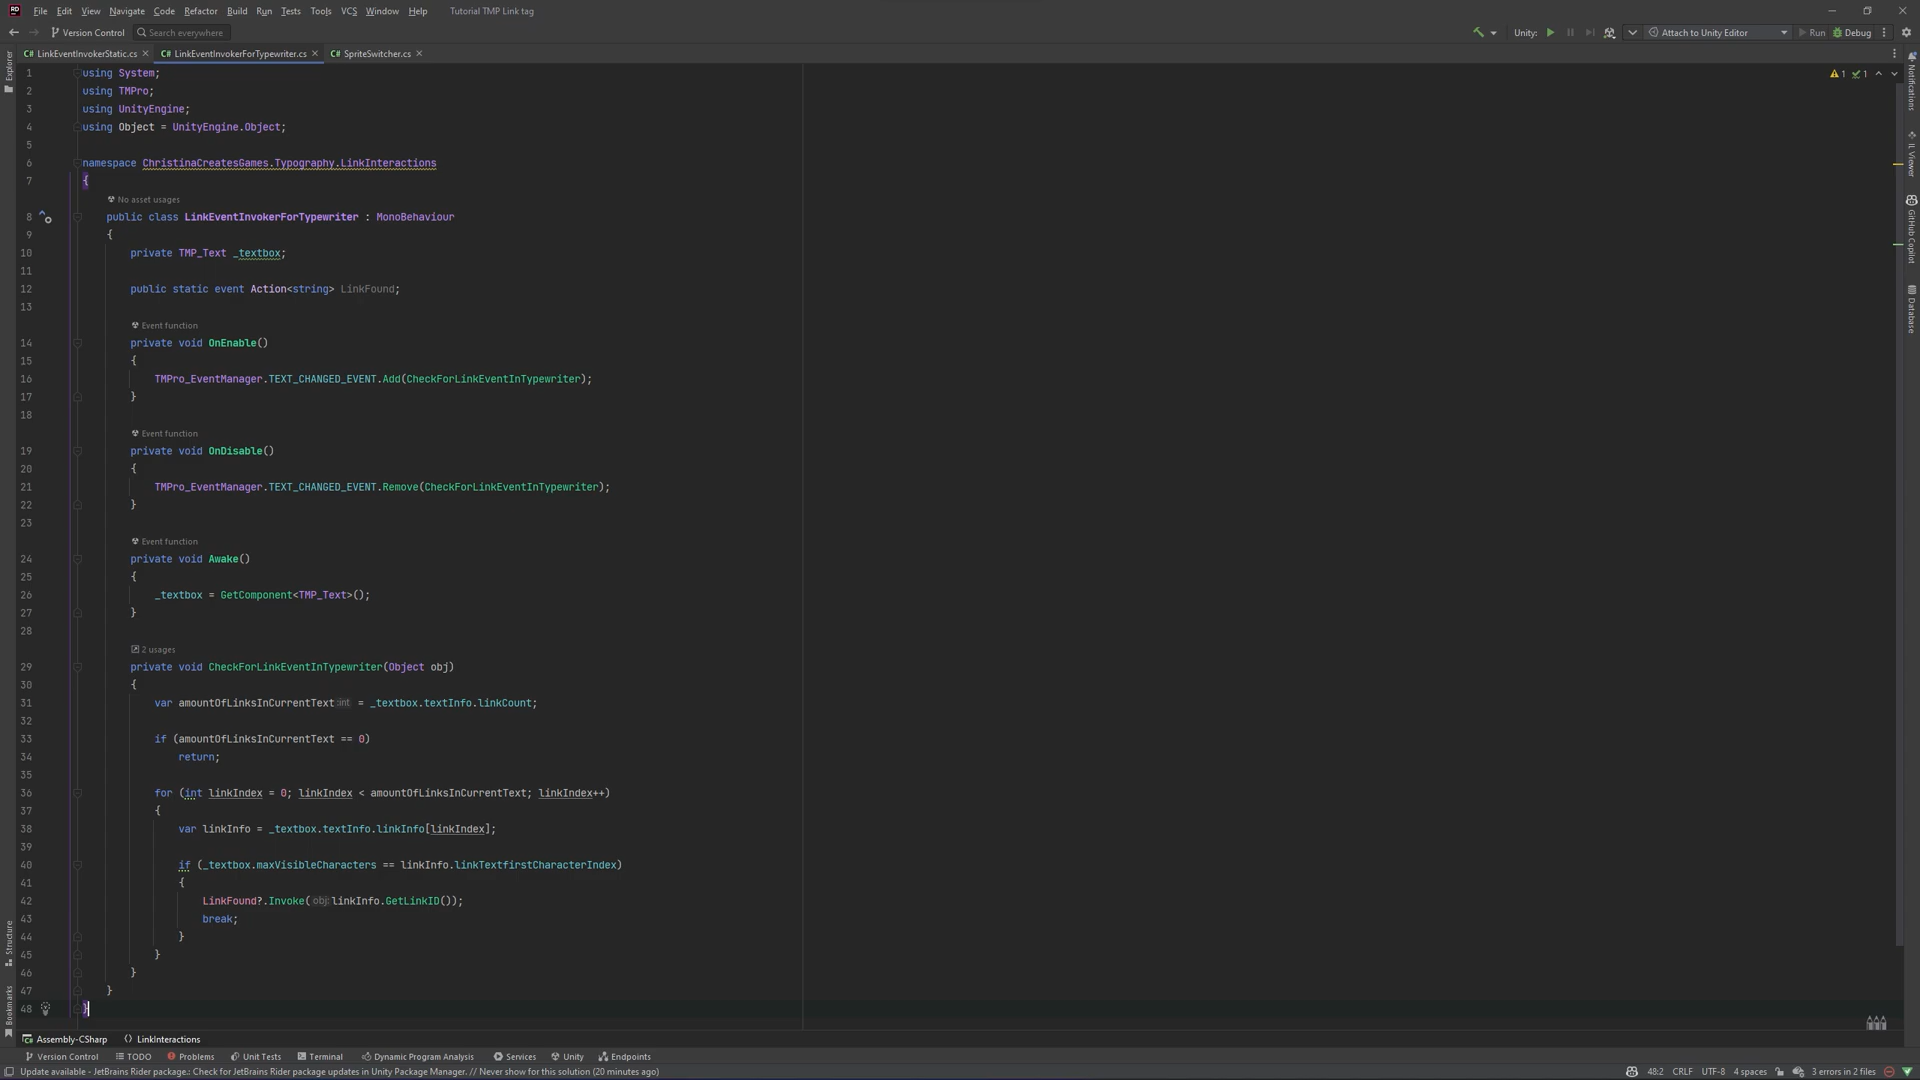 File Edit View Navigate Code Refactor Build Run Tests Tools VCS Window Help Tutorial TMP Link tag
Version Control Search everywhere Unity: Attach to Unity Editor Run Debug
C# LinkEventInvokerStatic.cs C# LinkEventInvokerForTypewriter.cs C# SpriteSwitcher.cs
Explorer
Notifications
IL Viewer
GitHub Copilot
Database
1 1
1 using System;
2 using TMPro;
3 using UnityEngine;
4 using Object = UnityEngine.Object;
5
6 namespace ChristinaCreatesGames.Typography.LinkInteractions
7 {
No asset usages
8 public class LinkEventInvokerForTypewriter : MonoBehaviour
9 {
10 private TMP_Text _textbox;
11
12 public static event Action<string> LinkFound;
13
Event function
14 private void OnEnable()
15 {
16 TMPro_EventManager.TEXT_CHANGED_EVENT.Add(CheckForLinkEventInTypewriter);
17 }
18
Event function
19 private void OnDisable()
20 {
21 TMPro_EventManager.TEXT_CHANGED_EVENT.Remove(CheckForLinkEventInTypewriter);
22 }
23
Event function
24 private void Awake()
25 {
26 _textbox = GetComponent<TMP_Text>();
27 }
28
2 usages
29 private void CheckForLinkEventInTypewriter(Object obj)
30 {
31 var amountOfLinksInCurrentText:int = _textbox.textInfo.linkCount;
32
33 if (amountOfLinksInCurrentText == 0)
34 return;
35
36 for (int linkIndex = 0; linkIndex < amountOfLinksInCurrentText; linkIndex++)
37 {
38 var linkInfo = _textbox.textInfo.linkInfo[linkIndex];
39
40 if (_textbox.maxVisibleCharacters == linkInfo.linkTextfirstCharacterIndex)
41 {
42 LinkFound?.Invoke(obj:linkInfo.GetLinkID());
43 break;
44 }
45 }
46 }
47 }
48 }
Structure
Bookmarks
Assembly-CSharp LinkInteractions
Version Control TODO Problems Unit Tests Terminal Dynamic Program Analysis Services Unity Endpoints
Update available - JetBrains Rider package.: Check for JetBrains Rider package updates in Unity Package Manager. // Never show for this solution (20 minutes ago) 48:2 CRLF UTF-8 4 spaces 3 errors in 2 files